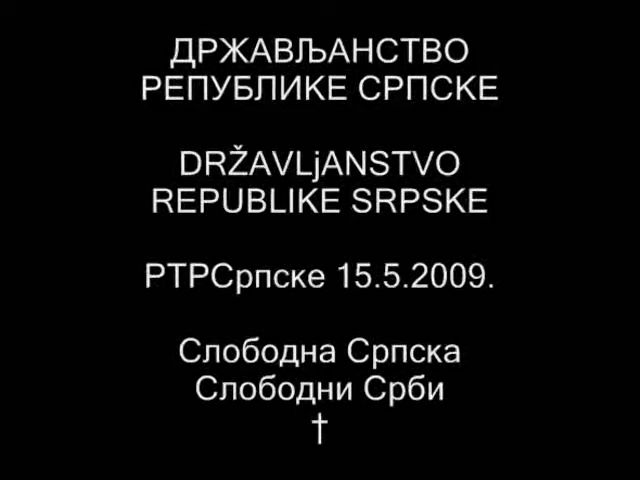 ДРЖАВЉАНСТВО
РЕПУБЛИКЕ СРПСКЕ
DRŽAVLjANSTVO
REPUBLIKE SRPSKE
РТРСрпске 15.5.2009.
Слободна Српска
Слободни Срби
†